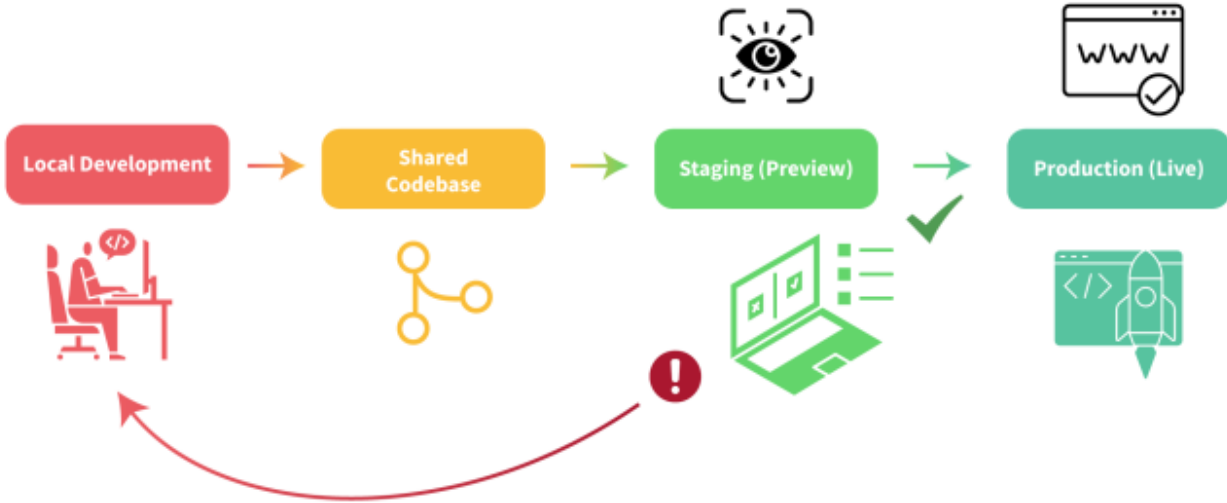 WWW
Local Development
Shared
Codebase
Staging (Preview)
Production (Live)
</>
</>